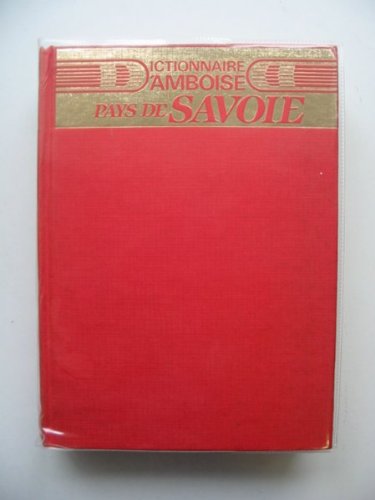 DICTIONNAIRE
D'AMBOISE
PAYS DE SAVOIE